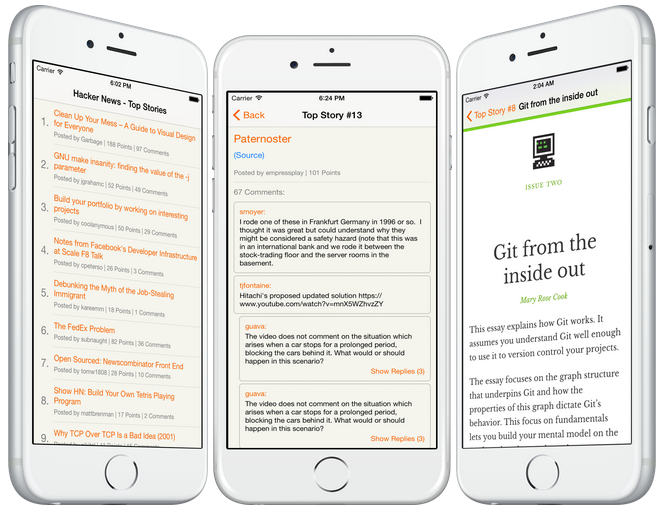 Carrier
6:02 PM
Hacker News - Top Stories
1.
Clean Up Your Mess – A Guide to Visual Design
for Everyone
Posted by Garbage | 188 Points | 97 Comments
2.
GNU make insanity: finding the value of the -j
parameter
Posted by jgrahamc | 52 Points | 49 Comments
3.
Build your portfolio by working on interesting
projects
Posted by coolanymous | 50 Points | 29 Comments
4.
Notes from Facebook's Developer Infrastructure
at Scale F8 Talk
Posted by cpeterso | 26 Points | 3 Comments
5.
Debunking the Myth of the Job-Stealing
Immigrant
Posted by kareemm | 18 Points | 1 Comments
6.
The FedEx Problem
Posted by subnaught | 82 Points | 36 Comments
7.
Open Sourced: Newscombinator Front End
Posted by tomw1808 | 28 Points | 10 Comments
8.
Show HN: Build Your Own Tetris Playing
Program
Posted by mattbrenman | 17 Points | 2 Comments
9.
Why TCP Over TCP Is a Bad Idea (2001)
Carrier
6:24 PM
Back
Top Story #13
Paternoster
(Source)
Posted by empressplay | 101 Points
67 Comments:
smoyer:
I rode one of these in Frankfurt Germany in 1996 or so. I
thought it was great but could understand why they
might be considered a safety hazard (note that this was
in an international bank and we rode it between the
stock-trading floor and the server rooms in the
basement.
tjfontaine:
Hitachi's proposed updated solution https://
www.youtube.com/watch?v=mnX5WZhvzZY
guava:
The video does not comment on the situation which
arises when a car stops for a prolonged period,
blocking the cars behind it. What would or should
happen in this scenario?
Show Replies (3)
guava:
The video does not comment on the situation which
arises when a car stops for a prolonged period,
blocking the cars behind it. What would or should
happen in this scenario?
Show Replies (3)
Carrier
2:04 AM
Top Story #8
Git from the inside out
ISSUE TWO
Git from the
inside out
Mary Rose Cook
This essay explains how Git works. It
assumes you understand Git well enough
to use it to version control your projects.
The essay focuses on the graph structure
that underpins Git and how the
properties of this graph dictate Git's
behavior. This focus on fundamentals
lets you build your mental model on the